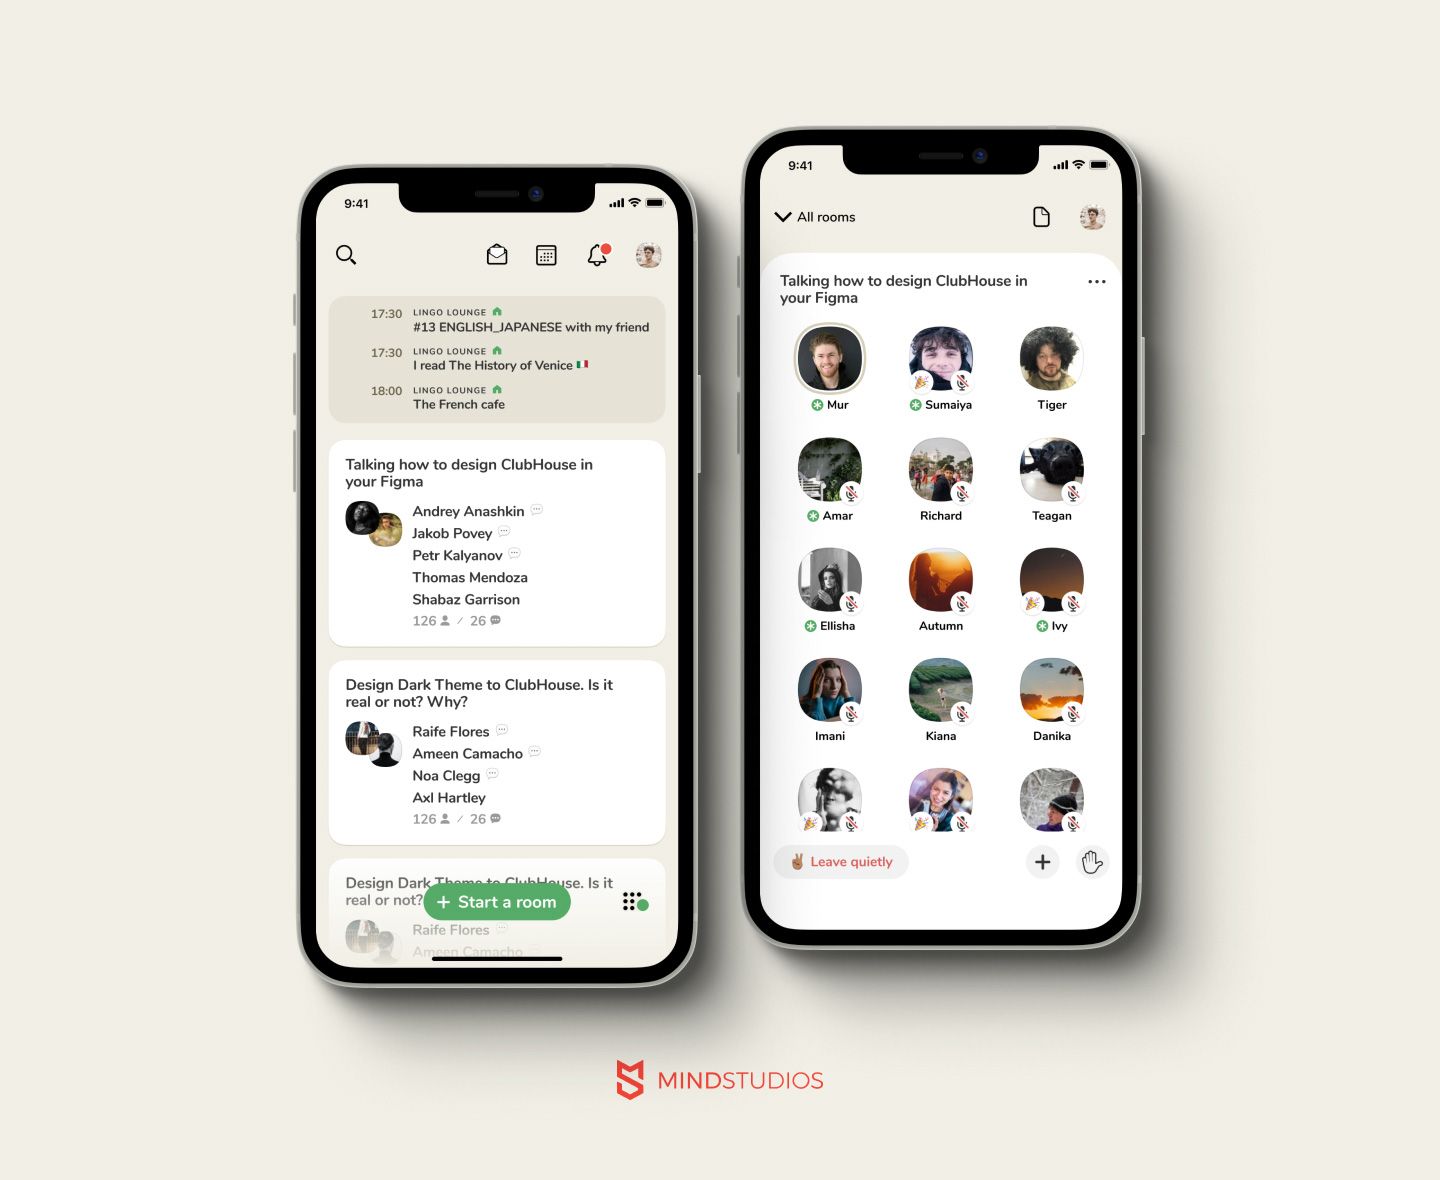 9:41
17:30 LINGO LOUNGE
#13 ENGLISH_JAPANESE with my friend
17:30 LINGO LOUNGE
I read The History of Venice
18:00 LINGO LOUNGE
The French cafe
Talking how to design ClubHouse in
your Figma
Andrey Anashkin
Jakob Povey
Petr Kalyanov
Thomas Mendoza
Shabaz Garrison
126 / 26
Design Dark Theme to ClubHouse. Is it
real or not? Why?
Raife Flores
Ameen Camacho
Noa Clegg
Axl Hartley
126 / 26
Design Dark Theme to ClubHouse. Is it
real or not?
+ Start a room
Raife Flores
Ameen Camacho
9:41
All rooms
Talking how to design ClubHouse in
your Figma
Mur Sumaiya Tiger
Amar Richard Teagan
Ellisha Autumn Ivy
Imani Kiana Danika
Leave quietly
MINDSTUDIOS